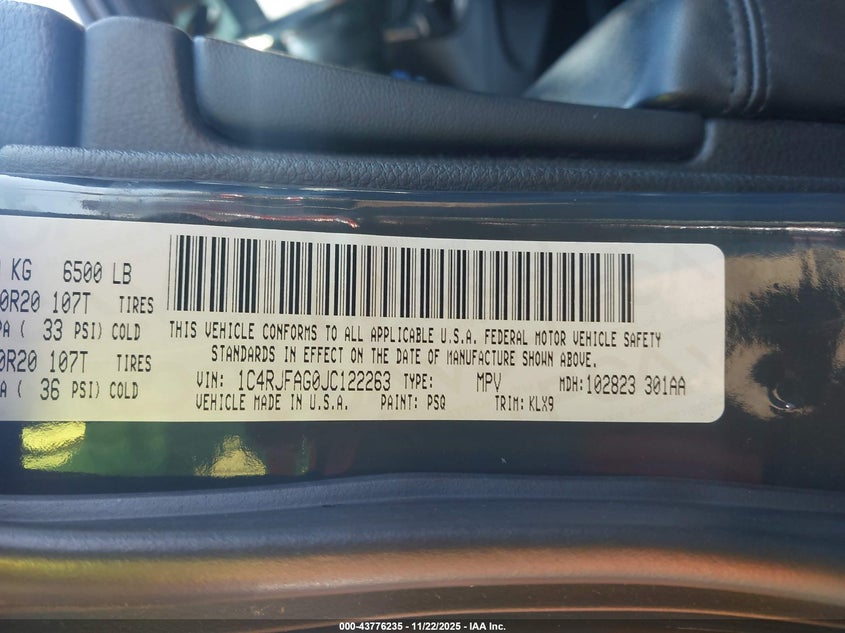 KG 6500 LB
0R20 107T TIRES
PA ( 33 PSI) COLD
0R20 107T TIRES
A ( 36 PSI) COLD
THIS VEHICLE CONFORMS TO ALL APPLICABLE U.S.A. FEDERAL MOTOR VEHICLE SAFETY
STANDARDS IN EFFECT ON THE DATE OF MANUFACTURE SHOWN ABOVE.
VIN: 1C4RJFAG0JC122263 TYPE: MPV MDH:102823 301AA
VEHICLE MADE IN U.S.A. PAINT: PSQ TRIM: KLX9
000-43776235 - 11/22/2025 - IAA Inc.